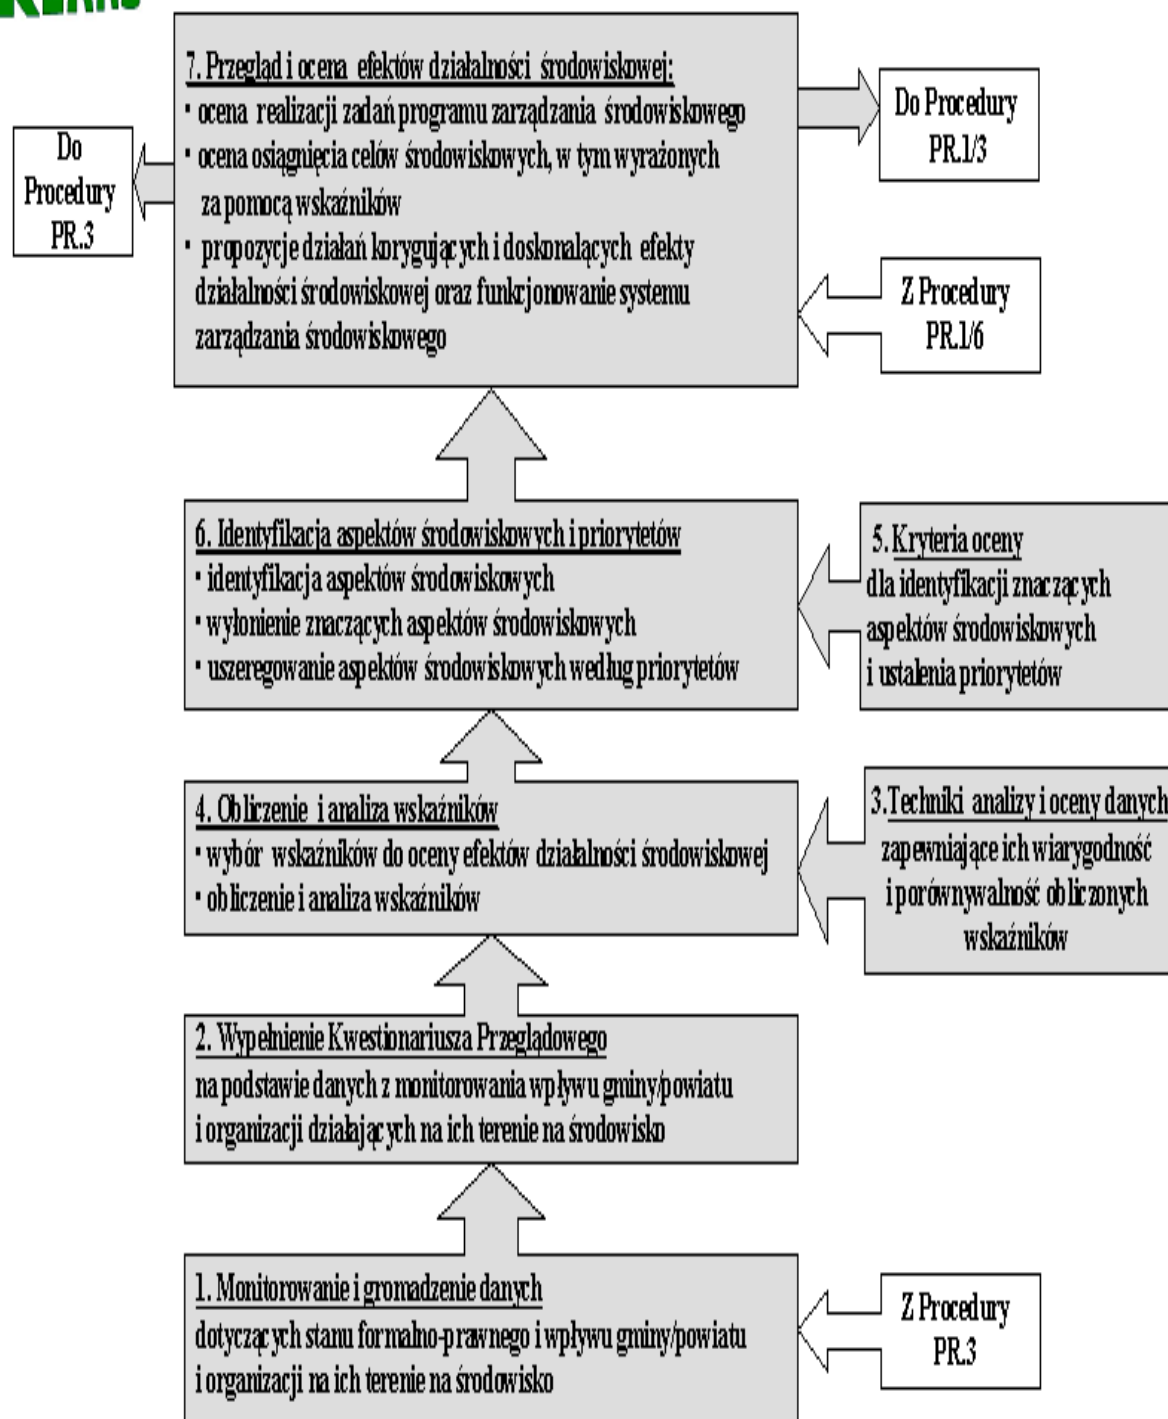 7. Przegląd i ocena efektów działalności środowiskowej:
▪ ocena realizacji zadań programu zarządzania środowiskowego
▪ ocena osiągnięcia celów środowiskowych, w tym wyrażonych
za pomocą wskaźników
▪ propozycje działań korygujących i doskonalących efekty
działalności środowiskowej oraz funkcjonowanie systemu
zarządzania środowiskowego
Do
Procedury
PR.3
Do Procedury
PR.1/3
Z Procedury
PR.1/6
6. Identyfikacja aspektów środowiskowych i priorytetów
▪ identyfikacja aspektów środowiskowych
▪ wyłonienie znaczących aspektów środowiskowych
▪ uszeregowanie aspektów środowiskowych według priorytetów
5. Kryteria oceny
dla identyfikacji znaczących
aspektów środowiskowych
i ustalenia priorytetów
4. Obliczenie i analiza wskaźników
▪ wybór wskaźników do oceny efektów działalności środowiskowej
▪ obliczenie i analiza wskaźników
3.Techniki analizy i oceny danych
zapewniające ich wiarygodność
i porównywalność obliczonych
wskaźników
2. Wypełnienie Kwestionariusza Przeglądowego
na podstawie danych z monitorowania wpływu gminy/powiatu
i organizacji działających na ich terenie na środowisko
1. Monitorowanie i gromadzenie danych
dotyczących stanu formalno-prawnego i wpływu gminy/powiatu
i organizacji na ich terenie na środowisko
Z Procedury
PR.3